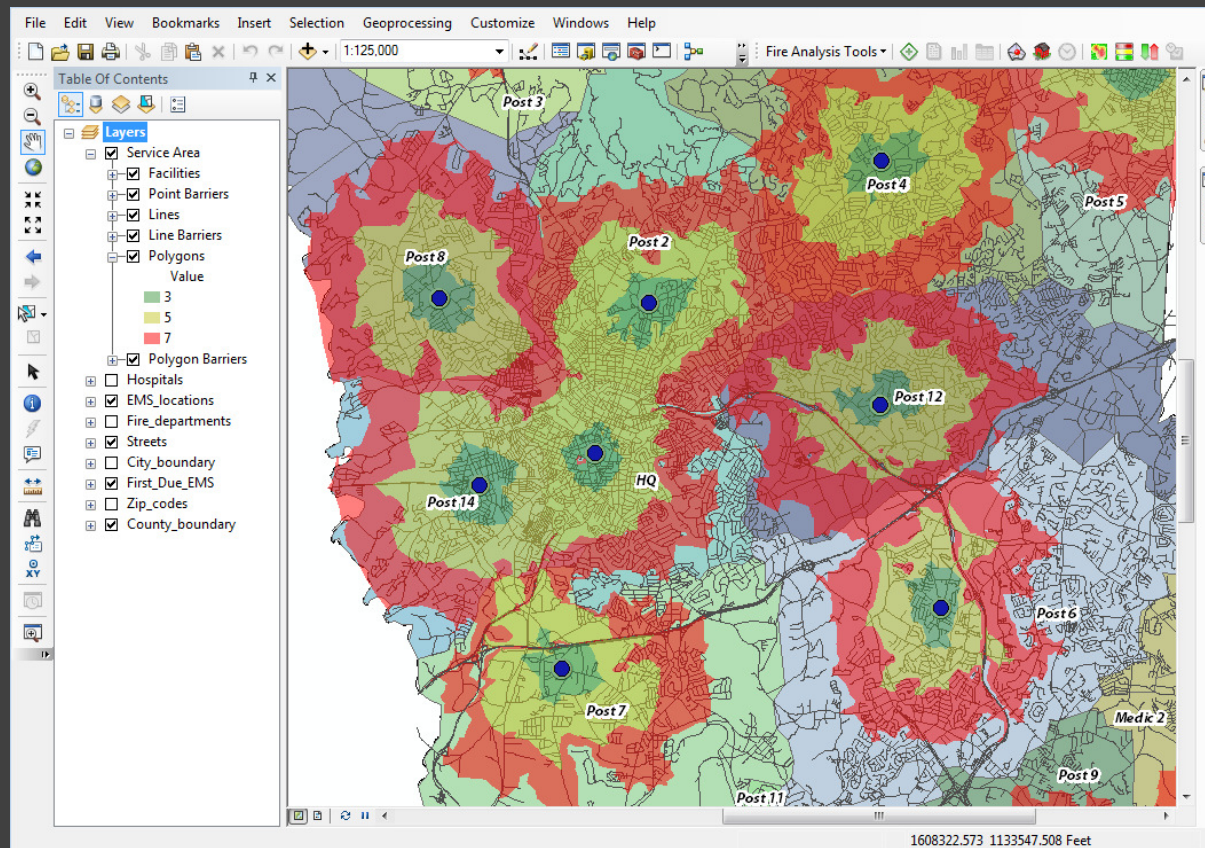 File Edit View Bookmarks Insert Selection Geoprocessing Customize Windows Help
1:125,000 Fire Analysis Tools
Table Of Contents
Layers
Service Area
Facilities
Point Barriers
Lines
Line Barriers
Polygons
Value
3
5
7
Polygon Barriers
Hospitals
EMS_locations
Fire_departments
Streets
City_boundary
First_Due_EMS
Zip_codes
County_boundary
XY
Post 3
Post 4
Post 5
Post 2
Post 8
Post 12
HQ
Post 14
Post 6
Post 7
Medic 2
Post 9
Post 11
1608322.573 1133547.508 Feet